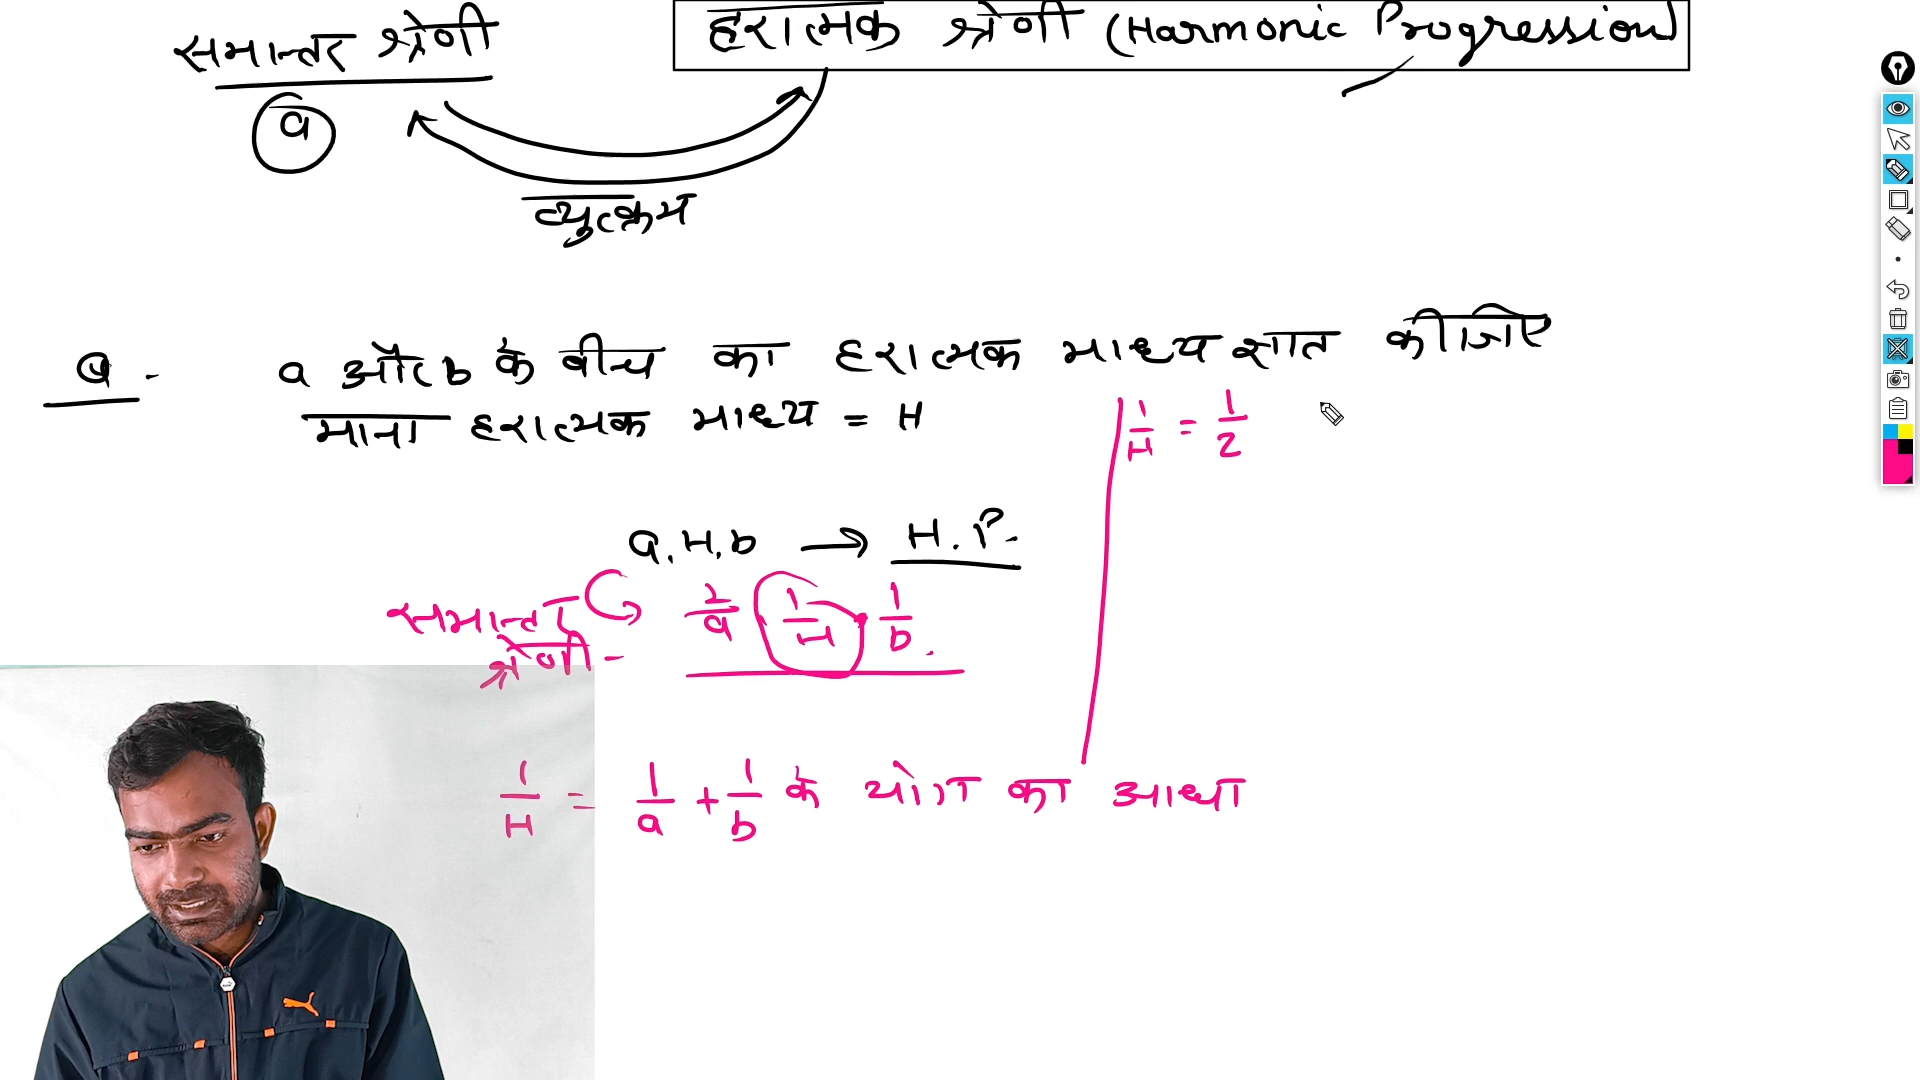 समान्तर श्रेणी
हरात्मक श्रेणी (Harmonic Progression)
a
व्युत्क्रम
Q. a और b के बीच का हरात्मक माध्य ज्ञात कीजिए
माना हरात्मक माध्य = H
1/H = 1/2
a, H, b → H.P.
समान्तर श्रेणी - 1/a, 1/H, 1/b.
1/H = 1/a + 1/b के योग का आधा